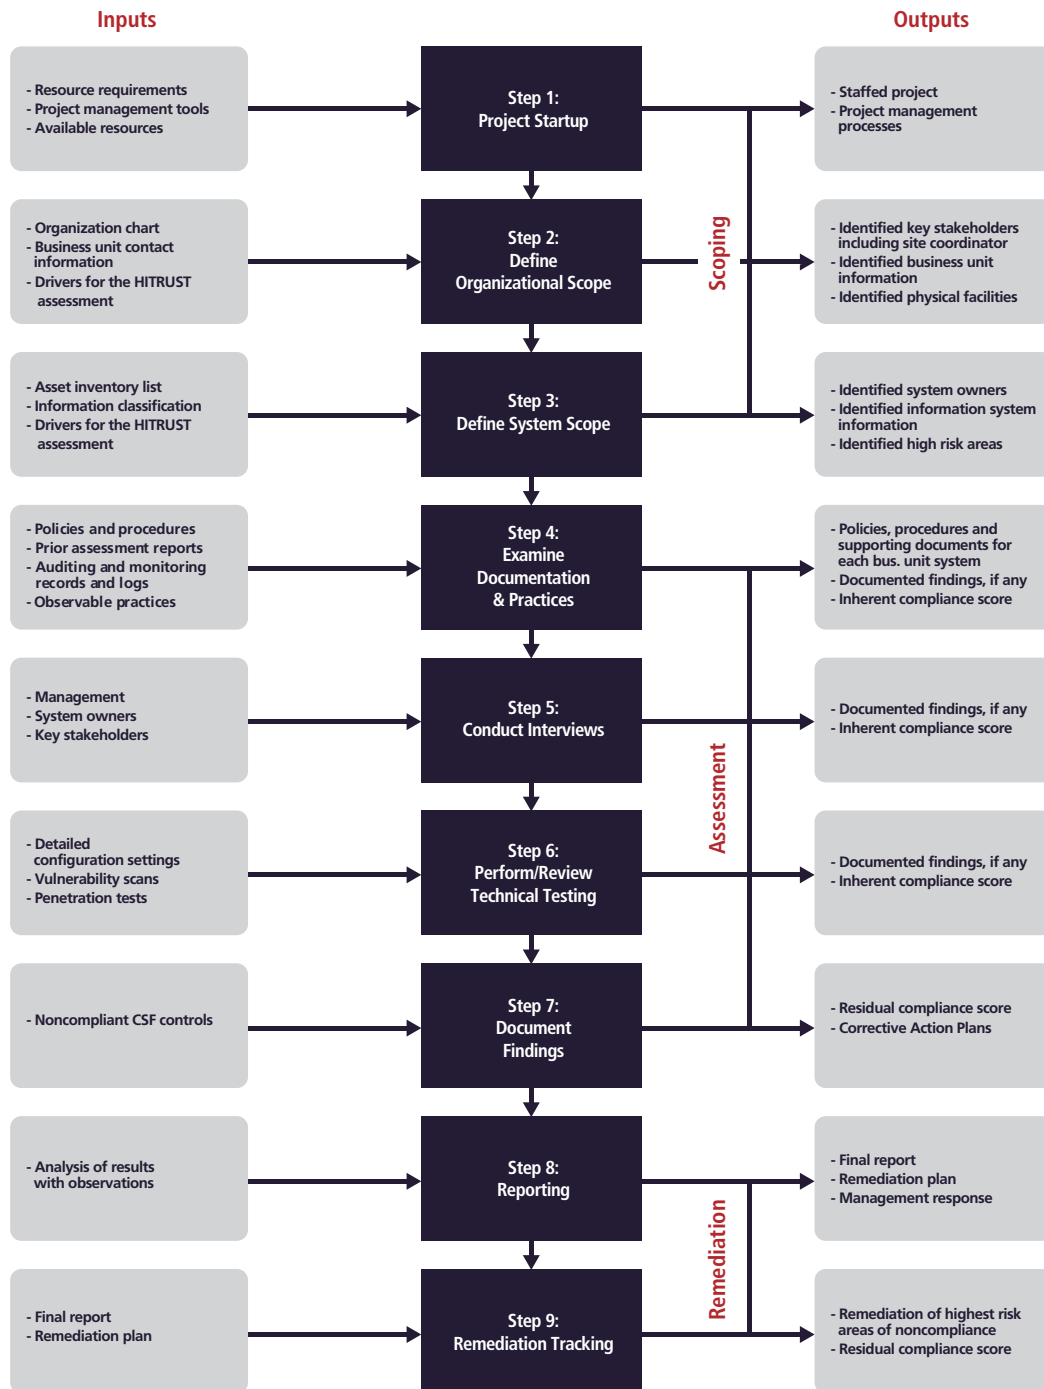 Inputs
Outputs
- Resource requirements
- Project management tools
- Available resources
Step 1:
Project Startup
- Staffed project
- Project management
processes
- Organization chart
- Business unit contact
information
- Drivers for the HITRUST
assessment
Step 2:
Define
Organizational Scope
Scoping
- Identified key stakeholders
including site coordinator
- Identified business unit
information
- Identified physical facilities
- Asset inventory list
- Information classification
- Drivers for the HITRUST
assessment
Step 3:
Define System Scope
- Identified system owners
- Identified information system
information
- Identified high risk areas
- Policies and procedures
- Prior assessment reports
- Auditing and monitoring
records and logs
- Observable practices
Step 4:
Examine
Documentation
& Practices
- Policies, procedures and
supporting documents for
each bus. unit system
- Documented findings, if any
- Inherent compliance score
- Management
- System owners
- Key stakeholders
Step 5:
Conduct Interviews
- Documented findings, if any
- Inherent compliance score
Assessment
- Detailed
configuration settings
- Vulnerability scans
- Penetration tests
Step 6:
Perform/Review
Technical Testing
- Documented findings, if any
- Inherent compliance score
- Noncompliant CSF controls
Step 7:
Document
Findings
- Residual compliance score
- Corrective Action Plans
- Analysis of results
with observations
Step 8:
Reporting
- Final report
- Remediation plan
- Management response
Remediation
- Final report
- Remediation plan
Step 9:
Remediation Tracking
- Remediation of highest risk
areas of noncompliance
- Residual compliance score